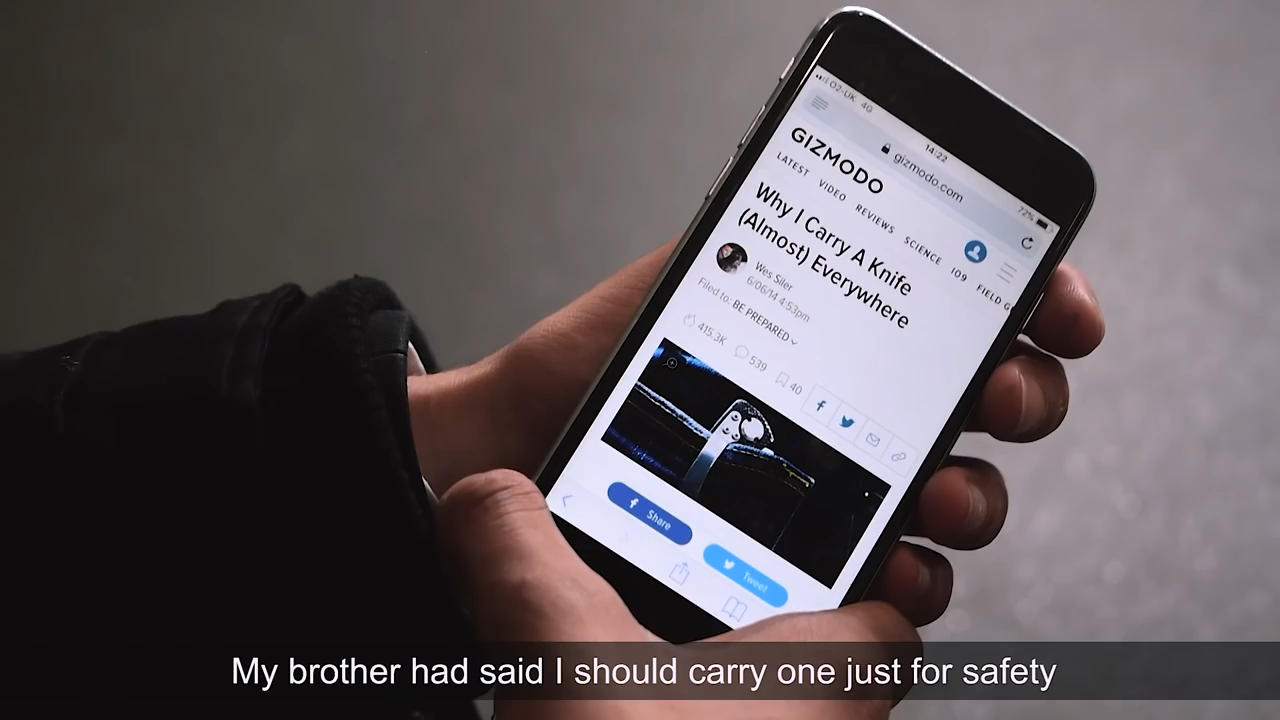 O2-UK 4G
14:22
72%
gizmodo.com
GIZMODO
LATEST VIDEO REVIEWS SCIENCE IO9 FIELD G
Why I Carry A Knife
(Almost) Everywhere
Wes Siler
6/06/14 4:53pm
Filed to: BE PREPARED
415.3K 539 40
Share
Tweet
My brother had said I should carry one just for safety